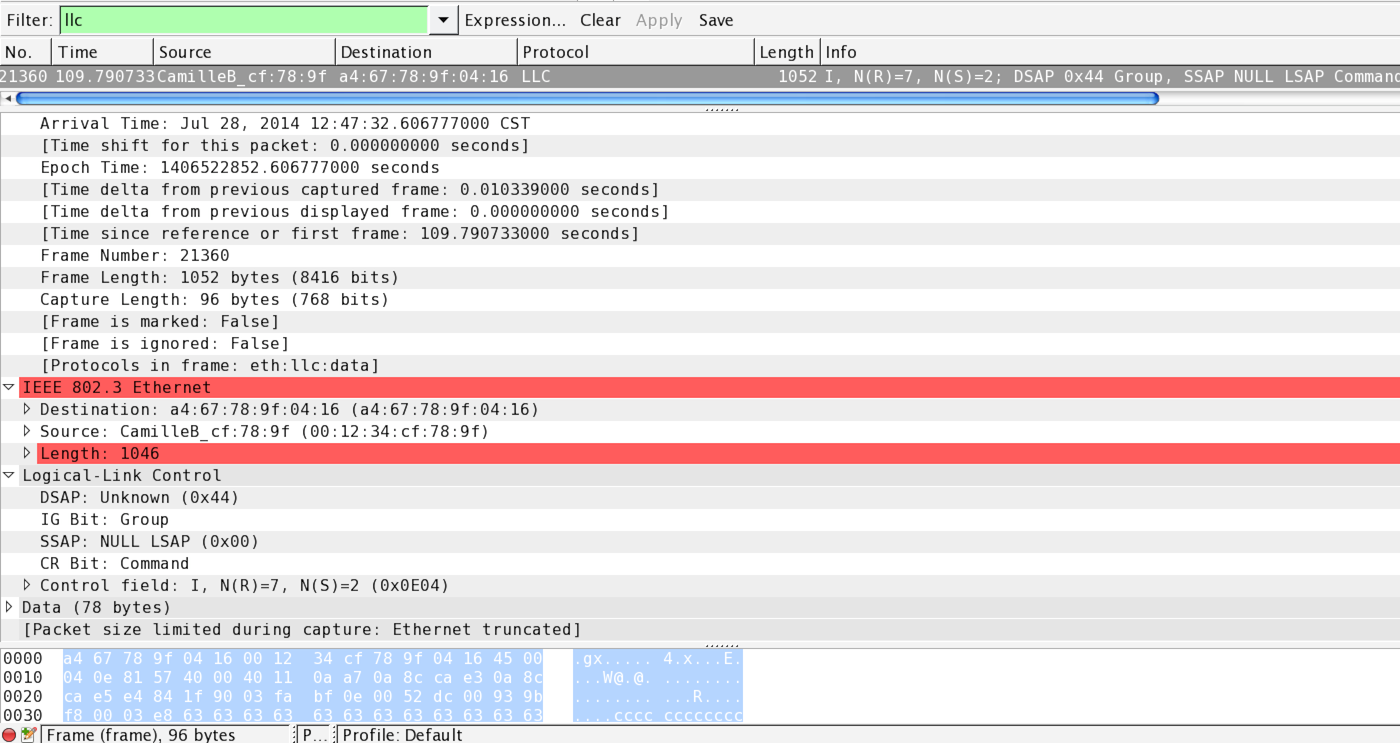 Filter: llc Expression... Clear Apply Save
No. Time Source Destination Protocol Length Info
21360 109.790733 CamilleB_cf:78:9f a4:67:78:9f:04:16 LLC 1052 I, N(R)=7, N(S)=2; DSAP 0x44 Group, SSAP NULL LSAP Command
Arrival Time: Jul 28, 2014 12:47:32.606777000 CST
[Time shift for this packet: 0.000000000 seconds]
Epoch Time: 1406522852.606777000 seconds
[Time delta from previous captured frame: 0.010339000 seconds]
[Time delta from previous displayed frame: 0.000000000 seconds]
[Time since reference or first frame: 109.790733000 seconds]
Frame Number: 21360
Frame Length: 1052 bytes (8416 bits)
Capture Length: 96 bytes (768 bits)
[Frame is marked: False]
[Frame is ignored: False]
[Protocols in frame: eth:llc:data]
IEEE 802.3 Ethernet
Destination: a4:67:78:9f:04:16 (a4:67:78:9f:04:16)
Source: CamilleB_cf:78:9f (00:12:34:cf:78:9f)
Length: 1046
Logical-Link Control
DSAP: Unknown (0x44)
IG Bit: Group
SSAP: NULL LSAP (0x00)
CR Bit: Command
Control field: I, N(R)=7, N(S)=2 (0x0E04)
Data (78 bytes)
[Packet size limited during capture: Ethernet truncated]
0000 a4 67 78 9f 04 16 00 12 34 cf 78 9f 04 16 45 00 .gx..... 4.x...E.
0010 04 0e 81 57 40 00 40 11 0a a7 0a 8c ca e3 0a 8c ...W@.@. ........
0020 ca e5 e4 84 1f 90 03 fa bf 0e 00 52 dc 00 93 9b ........ ...R....
0030 f8 00 03 e8 63 63 63 63 63 63 63 63 63 63 63 63 ....cccc cccccccc
Frame (frame), 96 bytes P... Profile: Default